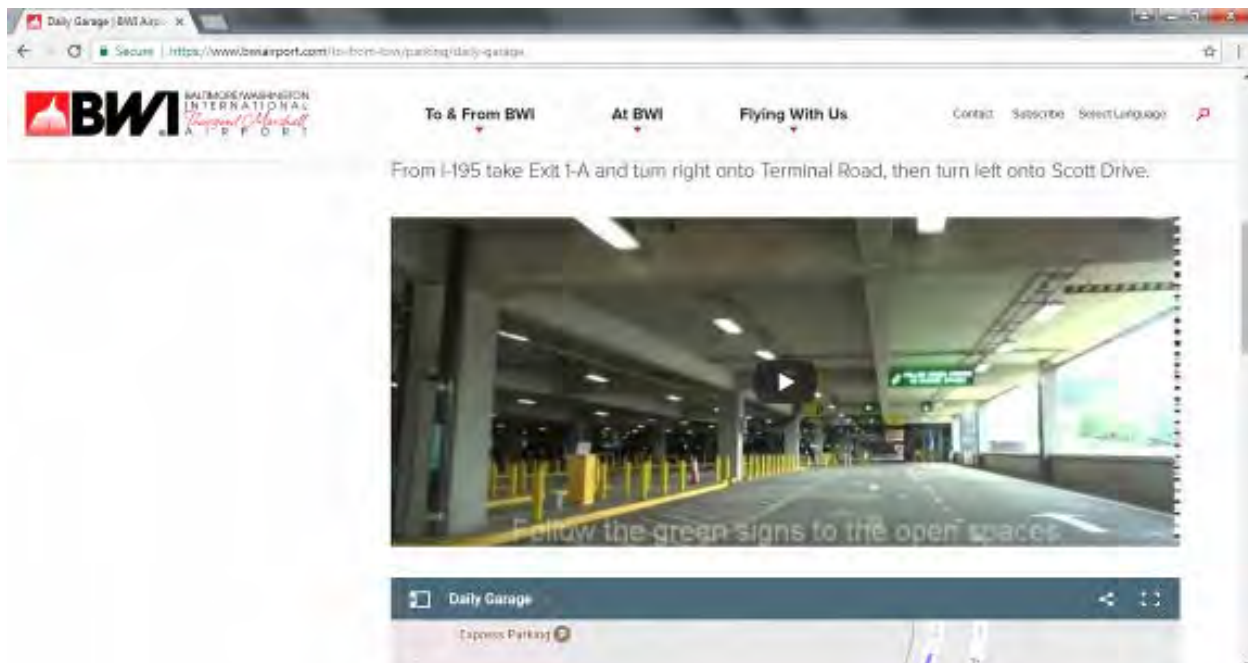 Daily Garage | BWI Airp
Secure | https://www.bwiairport.com/to-from-bwi/parking/daily-garage
BWI
BALTIMORE/WASHINGTON
INTERNATIONAL
Thurgood Marshall
AIRPORT
To & From BWI At BWI Flying With Us Contact Subscribe Select Language
From I-195 take Exit 1-A and turn right onto Terminal Road, then turn left onto Scott Drive.
Follow the green signs to the open spaces
Daily Garage
Express Parking P